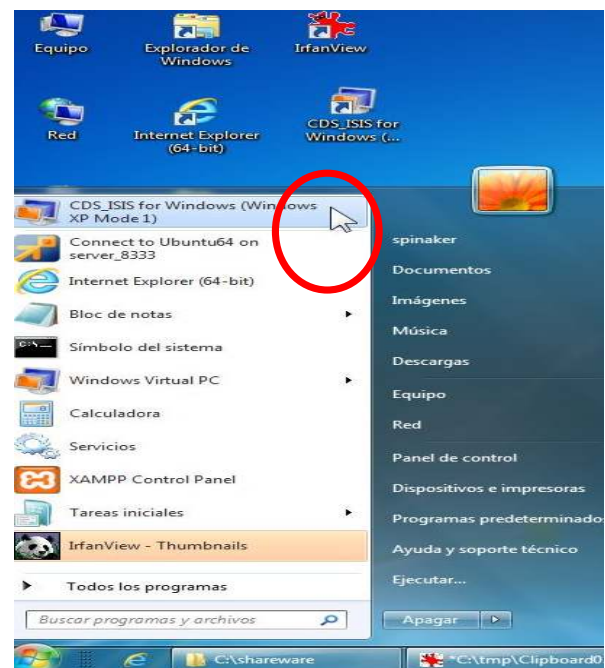 Equipo
Explorador de
Windows
IrfanView
Red
Internet Explorer
(64-bit)
CDS_ISIS for
Windows (...
CDS_ISIS for Windows (Windows
XP Mode 1)
Connect to Ubuntu64 on
server_8333
Internet Explorer (64-bit)
Bloc de notas
C:\
Símbolo del sistema
Windows Virtual PC
Calculadora
Servicios
XAMPP Control Panel
Tareas iniciales
IrfanView - Thumbnails
Todos los programas
Buscar programas y archivos
spinaker
Documentos
Imágenes
Música
Descargas
Equipo
Red
Panel de control
Dispositivos e impresoras
Programas predeterminado
Ayuda y soporte técnico
Ejecutar...
Apagar
C:\shareware
*C:\tmp\Clipboard0